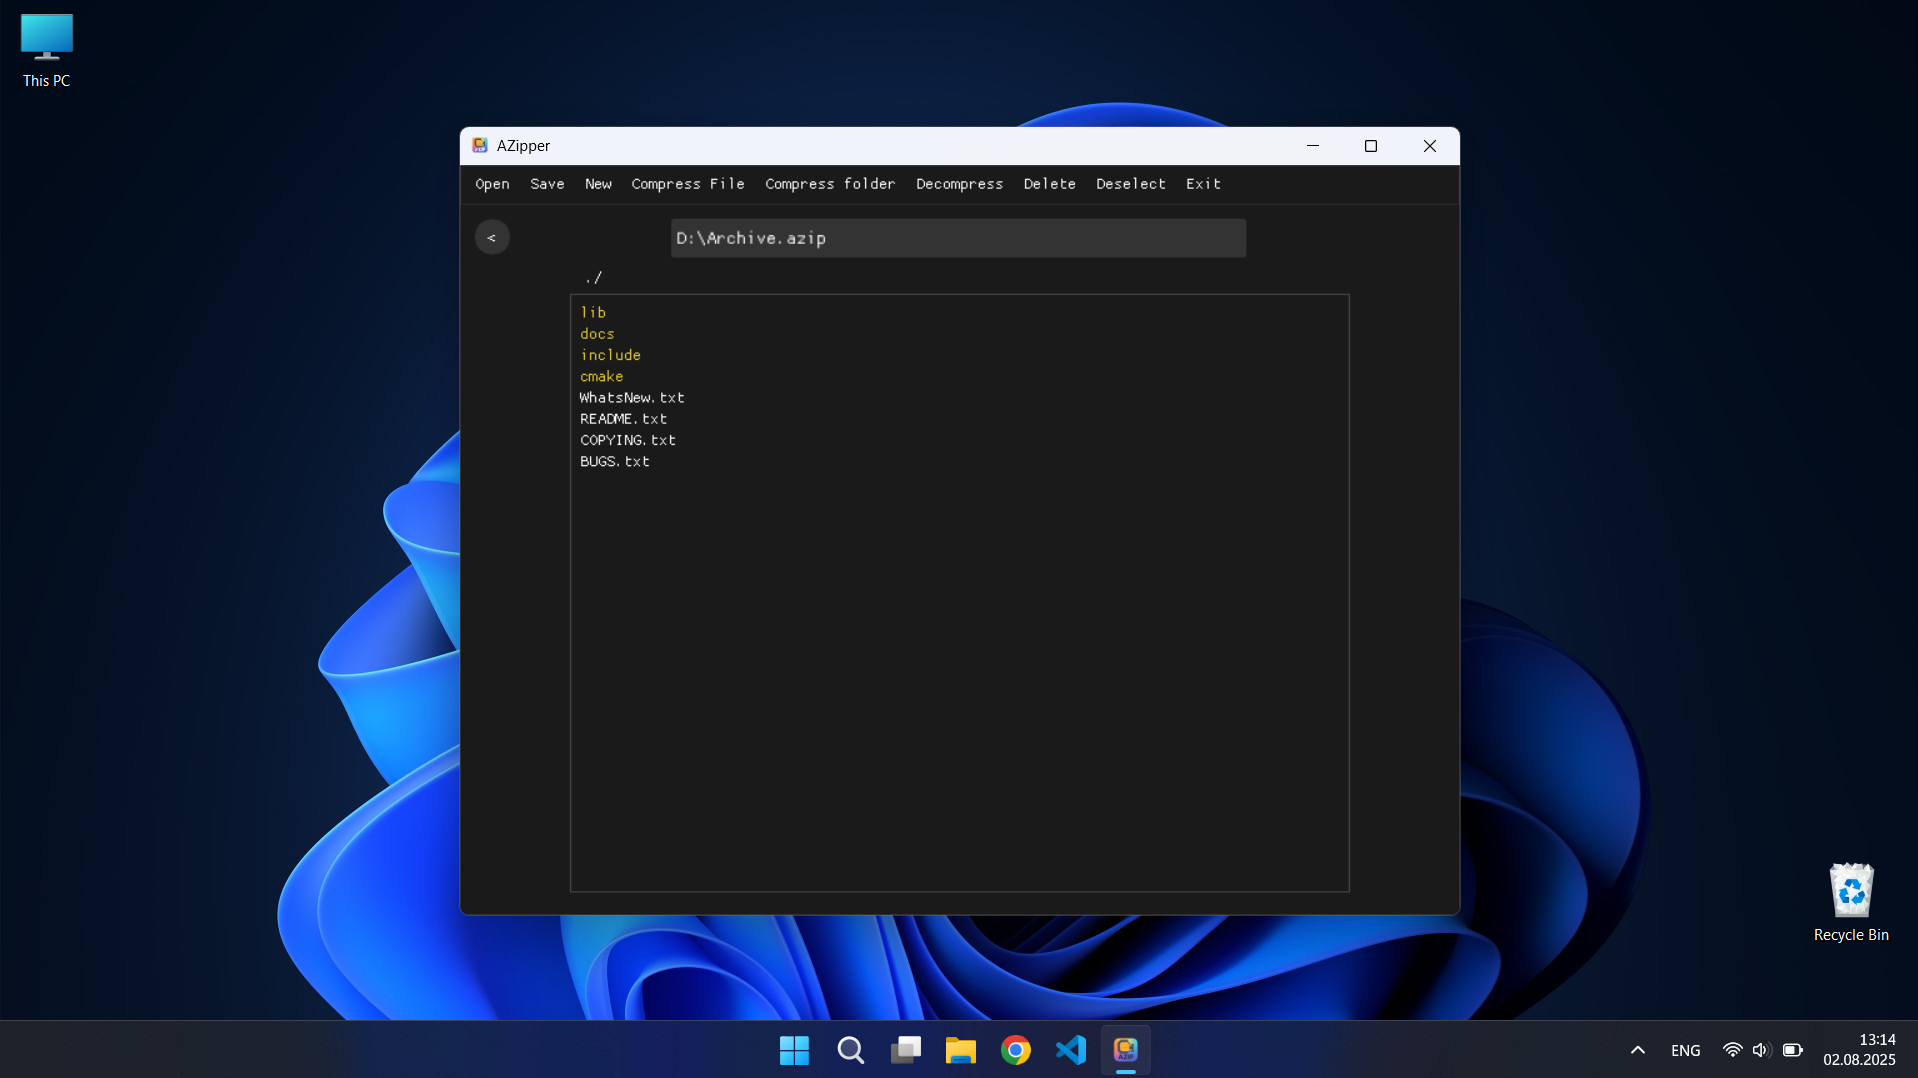 This PC
AZipper
Open Save New Compress File Compress folder Decompress Delete Deselect Exit
<
D:\Archive.azip
./
lib
docs
include
cmake
WhatsNew.txt
README.txt
COPYING.txt
BUGS.txt
Recycle Bin
AZIP
ENG
13:14
02.08.2025